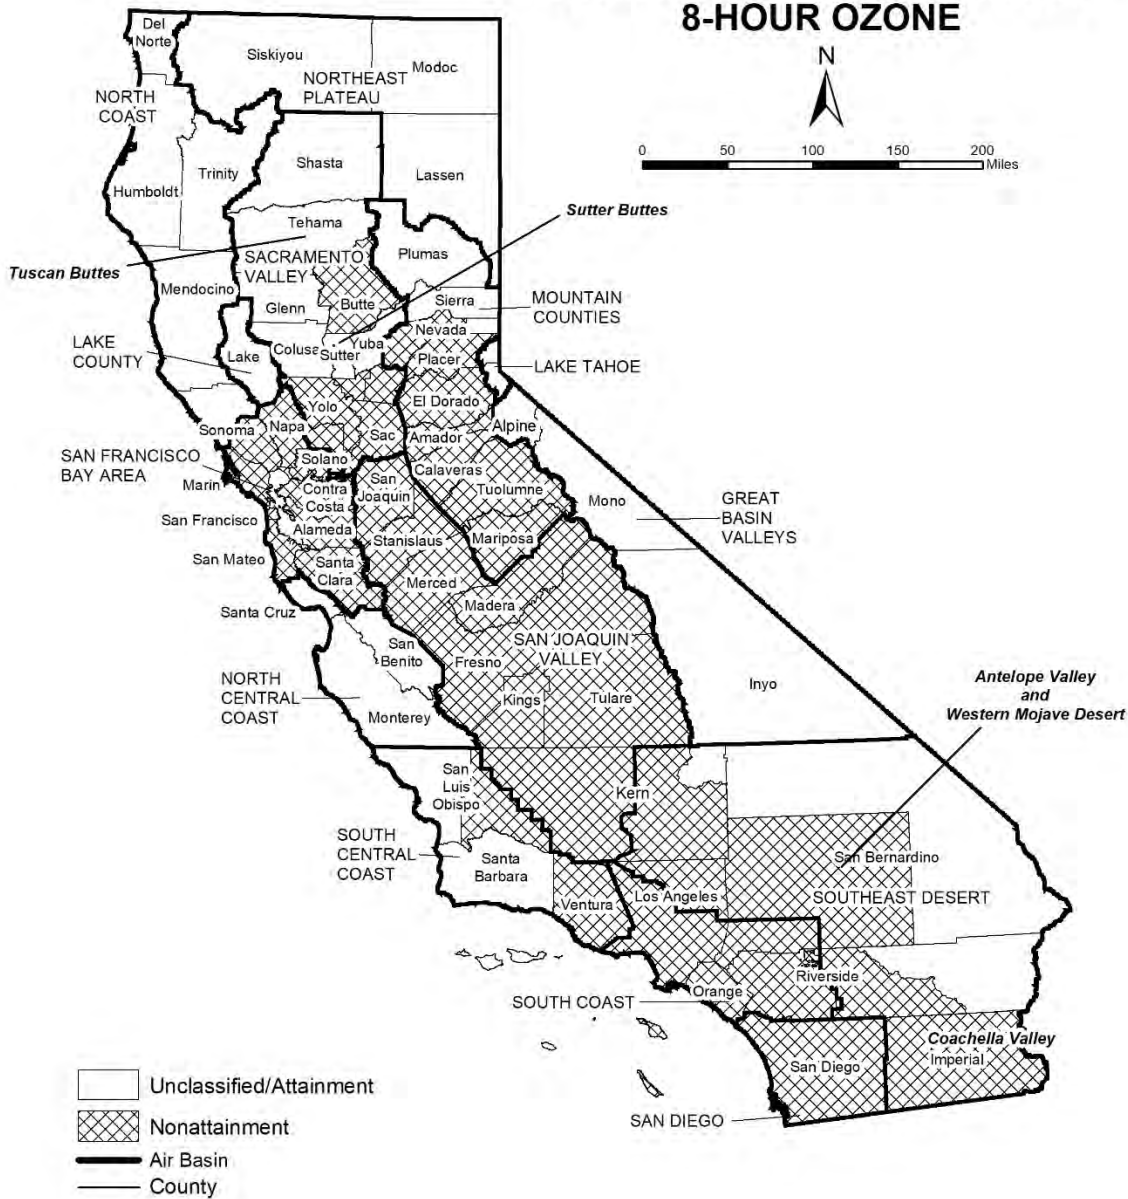 8-HOUR OZONE
N
0
50
100
150
200
Miles
Del
Norte
Siskiyou
Modoc
NORTHEAST
PLATEAU
NORTH
COAST
Shasta
Trinity
Lassen
Humboldt
Sutter Buttes
Tehama
Tuscan Buttes
SACRAMENTO
VALLEY
Plumas
Mendocino
Glenn
Butte
Sierra
MOUNTAIN
COUNTIES
Nevada
LAKE
COUNTY
Lake
Colusa
Sutter
Yuba
Placer
LAKE TAHOE
Yolo
El Dorado
Sonoma
Napa
Sac
Amador
Alpine
SAN FRANCISCO
BAY AREA
Solano
Calaveras
Marin
Contra
Costa
San
Joaquin
Tuolumne
Mono
GREAT
BASIN
VALLEYS
San Francisco
Alameda
Stanislaus
Mariposa
San Mateo
Santa
Clara
Merced
Santa Cruz
Madera
San
Benito
Fresno
SAN JOAQUIN
VALLEY
NORTH
CENTRAL
COAST
Monterey
Kings
Tulare
Inyo
Antelope Valley
and
Western Mojave Desert
San
Luis
Obispo
Kern
SOUTH
CENTRAL
COAST
Santa
Barbara
San Bernardino
Ventura
Los Angeles
SOUTHEAST DESERT
Riverside
SOUTH COAST
Orange
Coachella Valley
Imperial
San Diego
SAN DIEGO
Unclassified/Attainment
Nonattainment
Air Basin
County